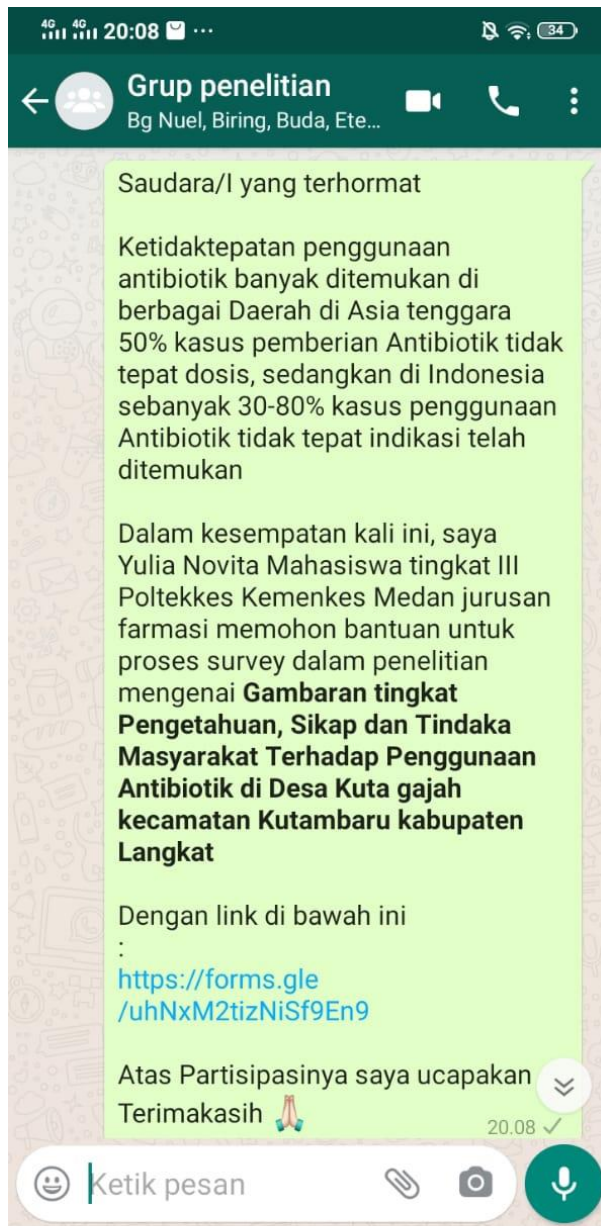 4G 4G 20:08 ... 34
Grup penelitian
Bg Nuel, Biring, Buda, Ete...
Saudara/I yang terhormat
Ketidaktepatan penggunaan
antibiotik banyak ditemukan di
berbagai Daerah di Asia tenggara
50% kasus pemberian Antibiotik tidak
tepat dosis, sedangkan di Indonesia
sebanyak 30-80% kasus penggunaan
Antibiotik tidak tepat indikasi telah
ditemukan
Dalam kesempatan kali ini, saya
Yulia Novita Mahasiswa tingkat III
Poltekkes Kemenkes Medan jurusan
farmasi memohon bantuan untuk
proses survey dalam penelitian
mengenai Gambaran tingkat
Pengetahuan, Sikap dan Tindaka
Masyarakat Terhadap Penggunaan
Antibiotik di Desa Kuta gajah
kecamatan Kutambaru kabupaten
Langkat
Dengan link di bawah ini
:
https://forms.gle
/uhNxM2tizNiSf9En9
Atas Partisipasinya saya ucapakan
Terimakasih 🙏🏻
20.08 ✓
Ketik pesan